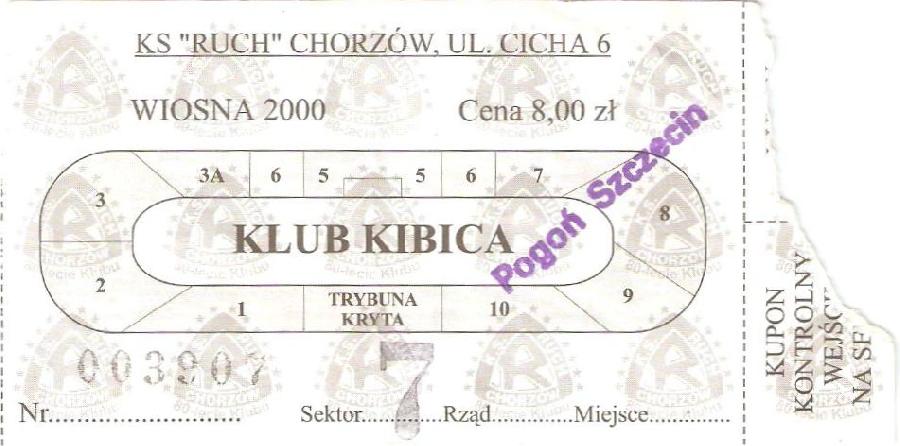 KS "RUCH" CHORZÓW, UL. CICHA 6
WIOSNA 2000 Cena 8,00 zł
Pogoń Szczecin
3A 6 5 5 6 7
3 8
KLUB KIBICA
2 9
1 TRYBUNA KRYTA 10
003907 7
Nr.............................. Sektor..............Rząd..................Miejsce..............
KUPON
KONTROLNY
WEJŚC
NA SE